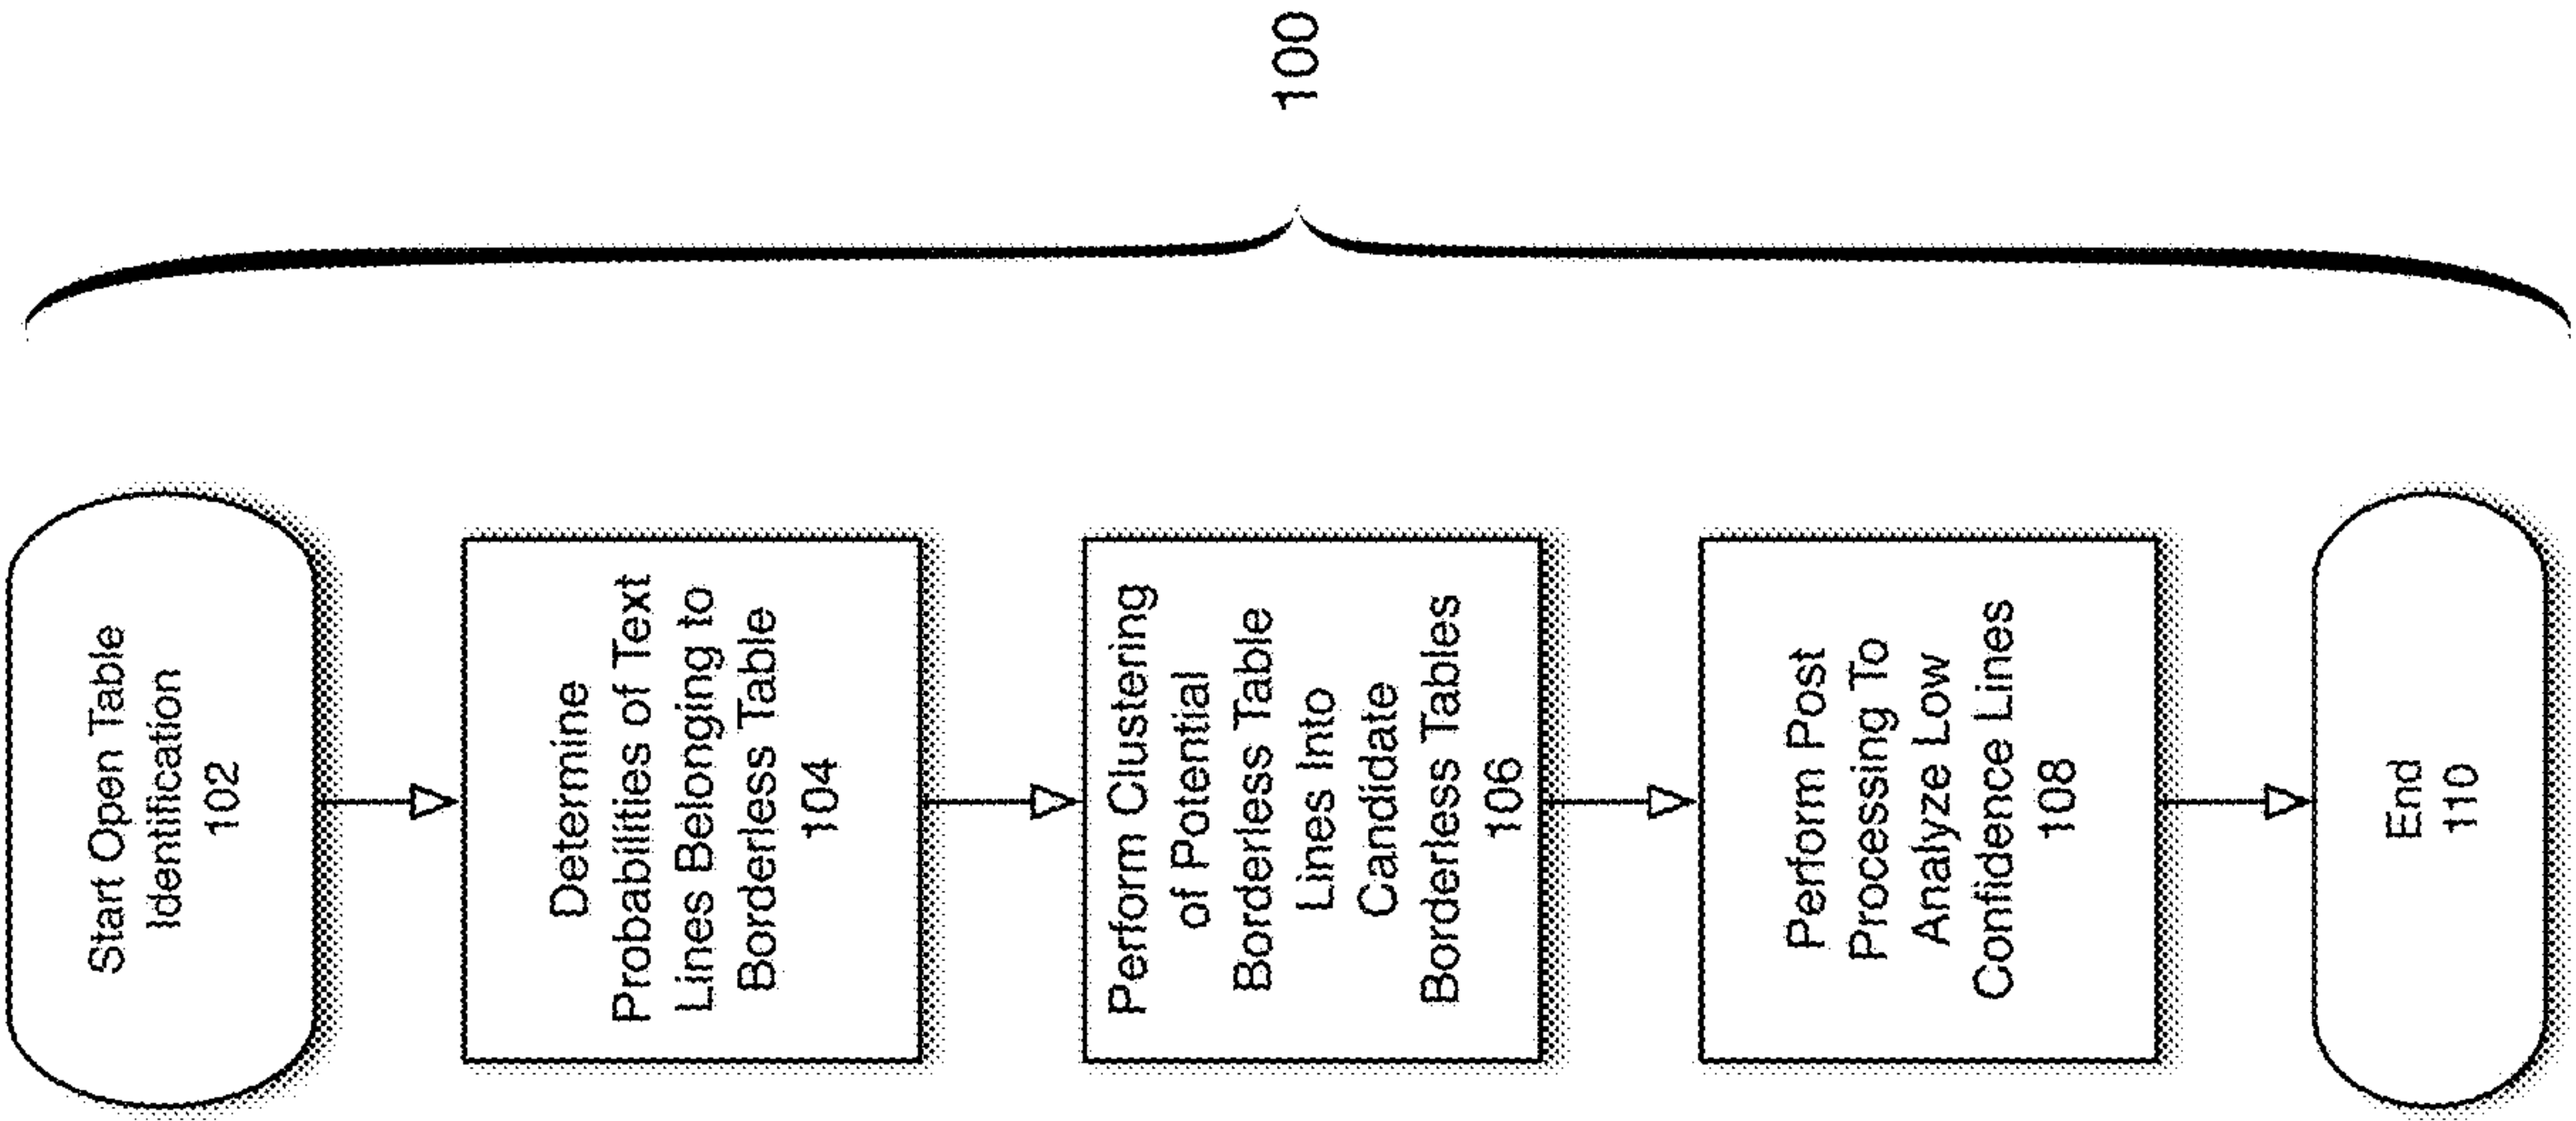 Start Open Table
Identification
102
Determine
Probabilities of Text
Lines Belonging to
Borderless Table
104
Perform Clustering
of Potential
Borderless Table
Lines Into
Candidate
Borderless Tables
106
Perform Post
Processing To
Analyze Low
Confidence Lines
108
End
110
100